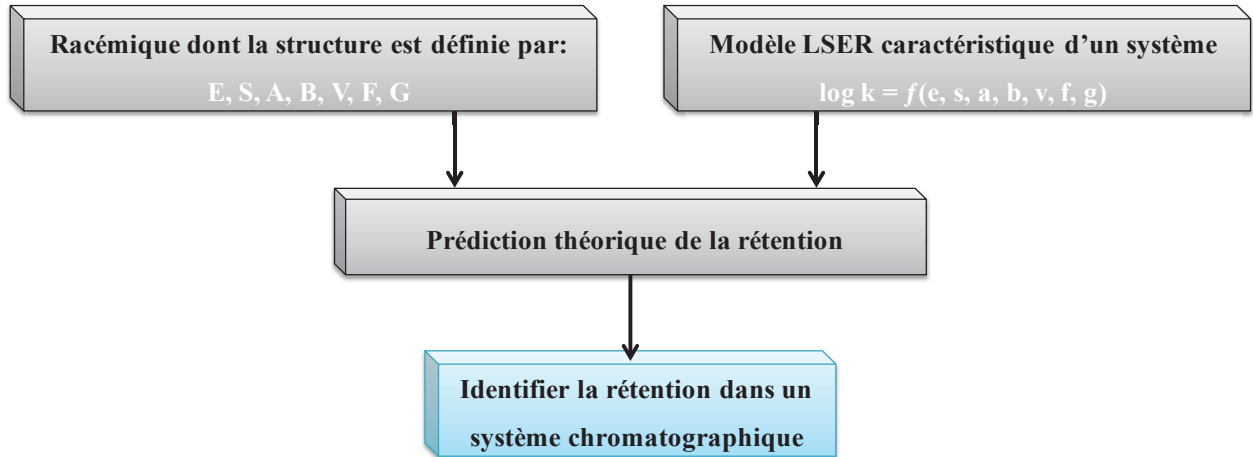 Racémique dont la structure est définie par:
E, S, A, B, V, F, G
Modèle LSER caractéristique d’un système
log k = f(e, s, a, b, v, f, g)
Prédiction théorique de la rétention
Identifier la rétention dans un
système chromatographique